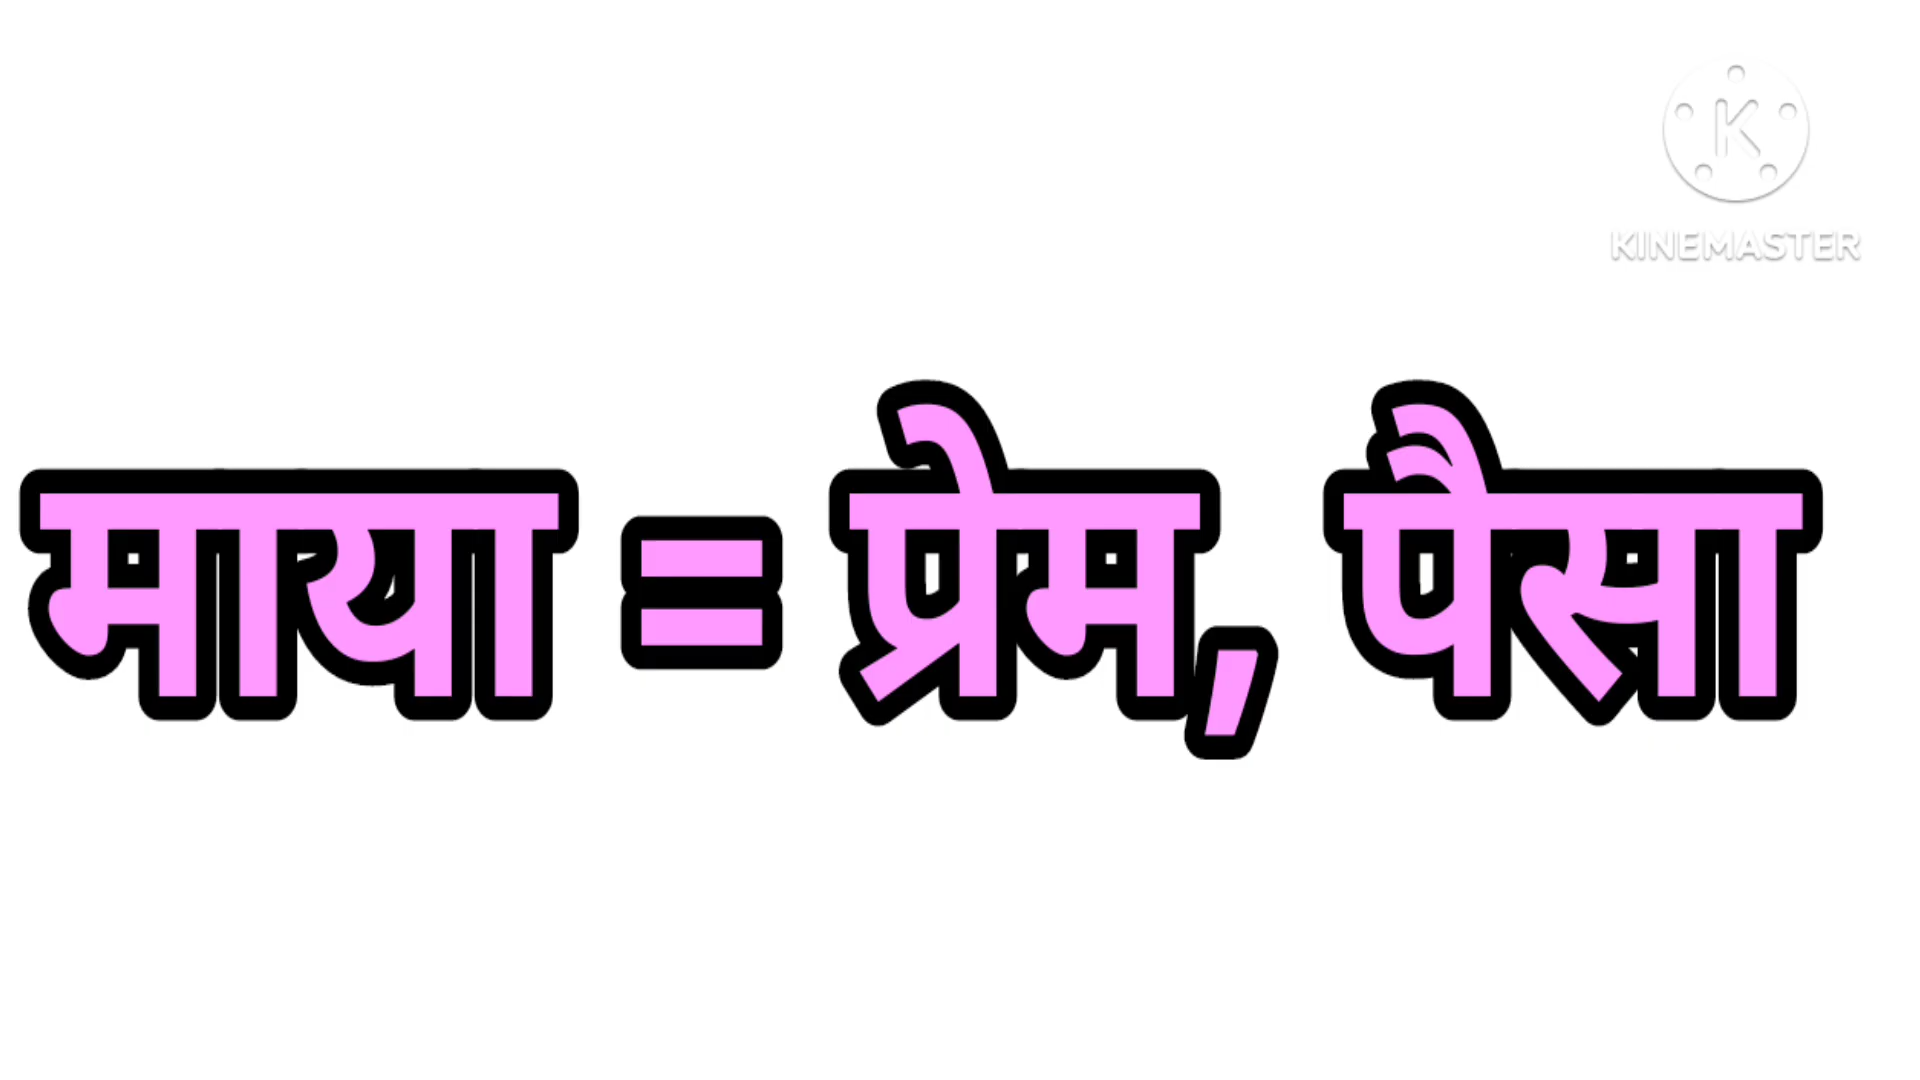 K
KINEMASTER
माया = प्रेम, पैसा